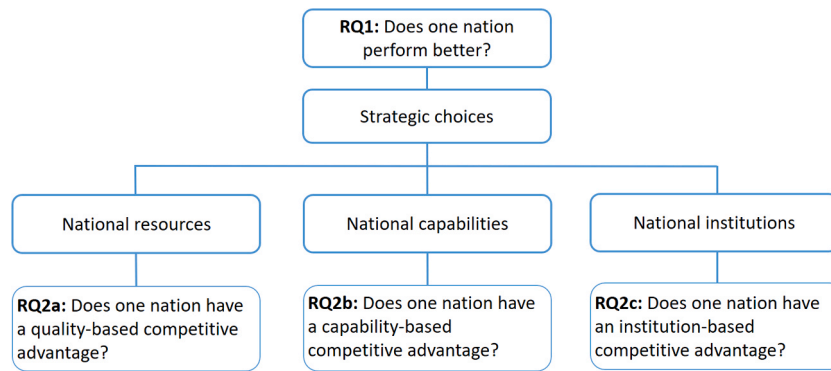 RQ1: Does one nation
perform better?
Strategic choices
National resources
National capabilities
National institutions
RQ2a: Does one nation have
a quality-based competitive
advantage?
RQ2b: Does one nation have
a capability-based
competitive advantage?
RQ2c: Does one nation have
an institution-based
competitive advantage?